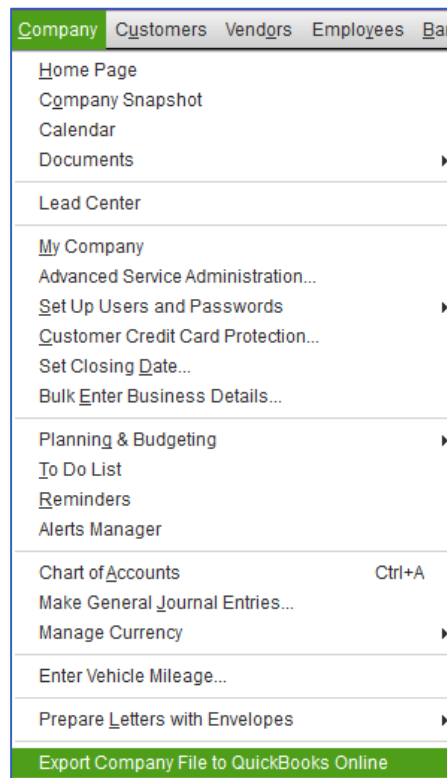 Company Customers Vendors Employees Ba
Home Page
Company Snapshot
Calendar
Documents
Lead Center
My Company
Advanced Service Administration...
Set Up Users and Passwords
Customer Credit Card Protection...
Set Closing Date...
Bulk Enter Business Details...
Planning & Budgeting
To Do List
Reminders
Alerts Manager
Chart of Accounts Ctrl+A
Make General Journal Entries...
Manage Currency
Enter Vehicle Mileage...
Prepare Letters with Envelopes
Export Company File to QuickBooks Online